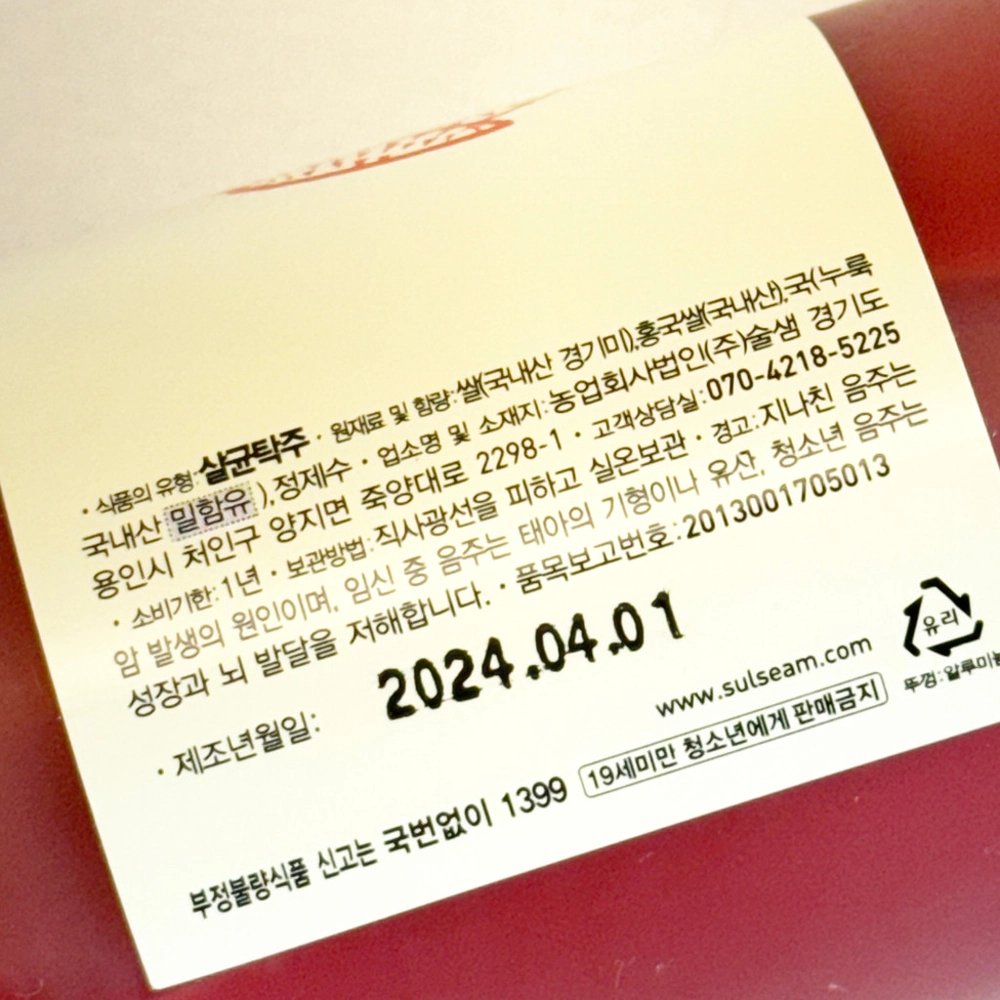 · 식품의 유형:살균탁주 · 원재료 및 함량:쌀(국내산 경기미),홍국쌀(국내산),국(누룩
국내산 밀함유),정제수 · 업소명 및 소재지:농업회사법인(주)술샘 경기도
용인시 처인구 양지면 죽양대로 2298-1 · 고객상담실:070-4218-5225
· 소비기한:1년 · 보관방법:직사광선을 피하고 실온보관 · 경고:지나친 음주는
암 발생의 원인이며, 임신 중 음주는 태아의 기형이나 유산, 청소년 음주는
성장과 뇌 발달을 저해합니다. · 품목보고번호:2013001705013
· 제조년월일: 2024.04.01
유리
www.sulseam.com
뚜껑:알루미늄
부정불량식품 신고는 국번없이 1399
19세미만 청소년에게 판매금지